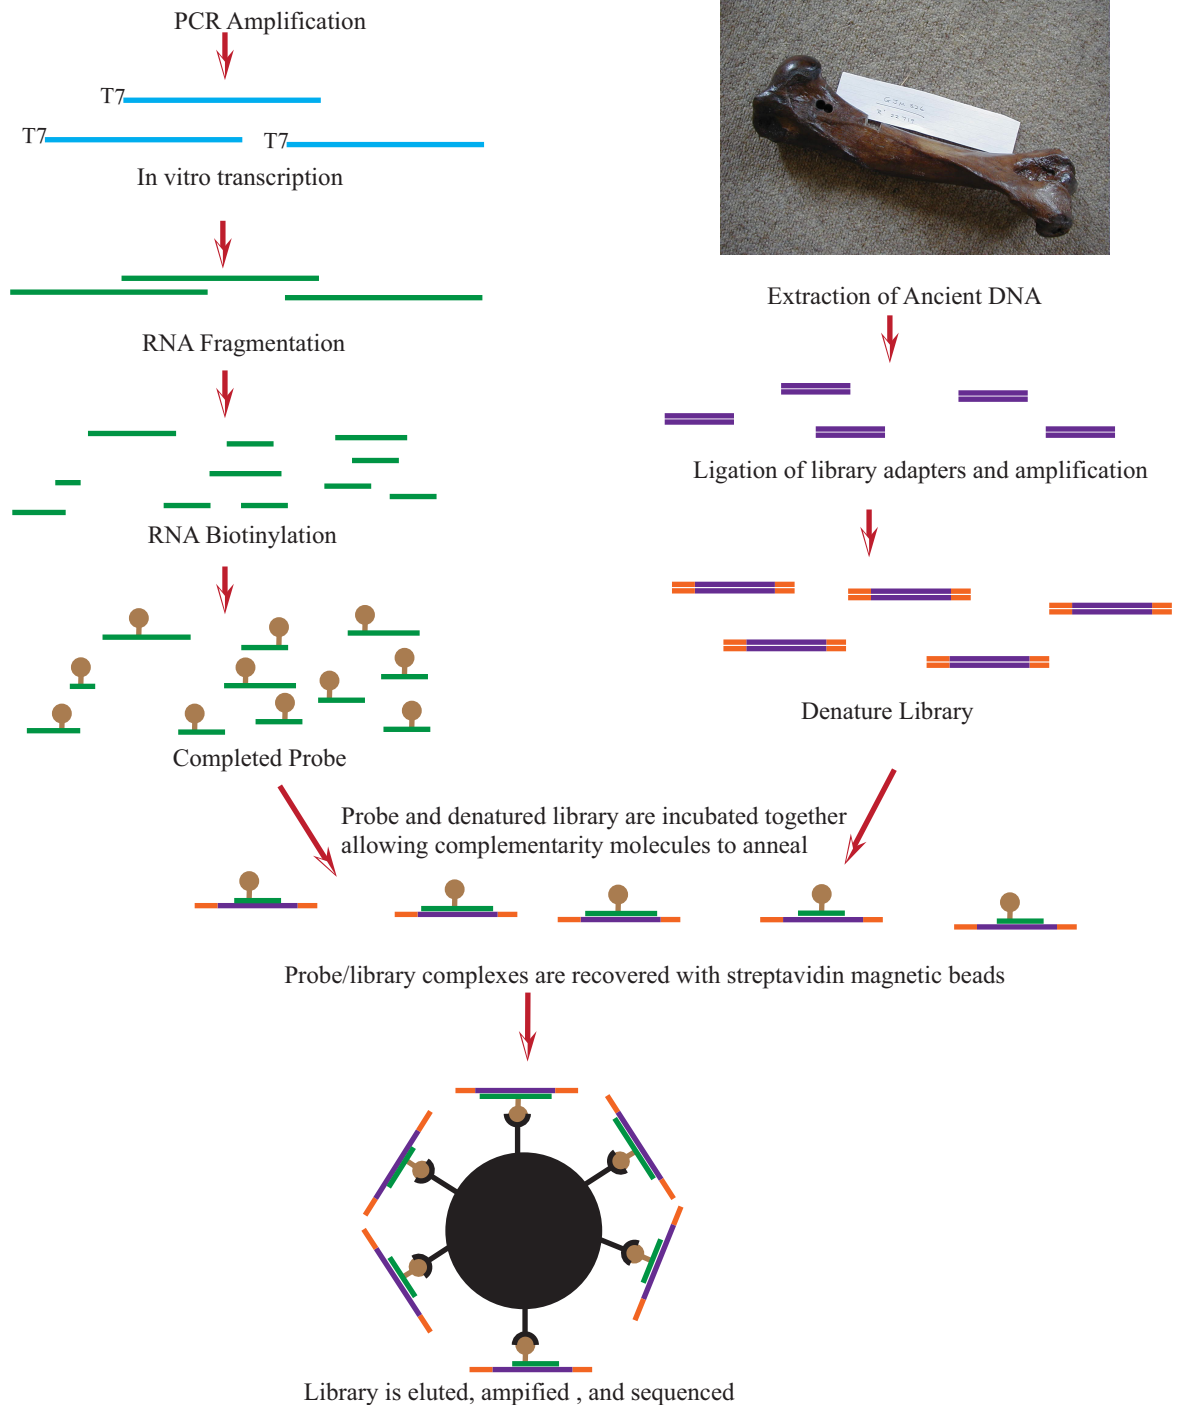 PCR Amplification
T7
T7
T7
In vitro transcription
RNA Fragmentation
RNA Biotinylation
Completed Probe
Extraction of Ancient DNA
Ligation of library adapters and amplification
Denature Library
Probe and denatured library are incubated together
allowing complementarity molecules to anneal
Probe/library complexes are recovered with streptavidin magnetic beads
Library is eluted, ampified , and sequenced